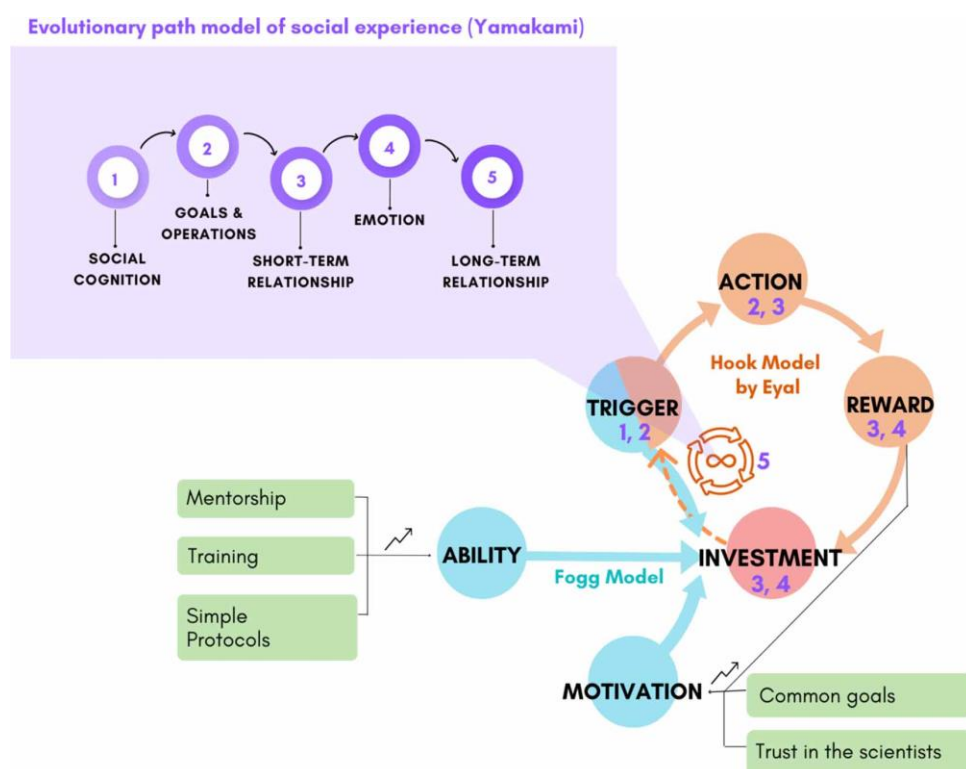 Evolutionary path model of social experience (Yamakami)
1
2
3
4
5
SOCIAL
COGNITION
GOALS &
OPERATIONS
SHORT-TERM
RELATIONSHIP
EMOTION
LONG-TERM
RELATIONSHIP
ACTION
2, 3
Hook Model
by Eyal
TRIGGER
1, 2
REWARD
3, 4
5
Mentorship
Training
Simple
Protocols
ABILITY
Fogg Model
INVESTMENT
3, 4
MOTIVATION
Common goals
Trust in the scientists